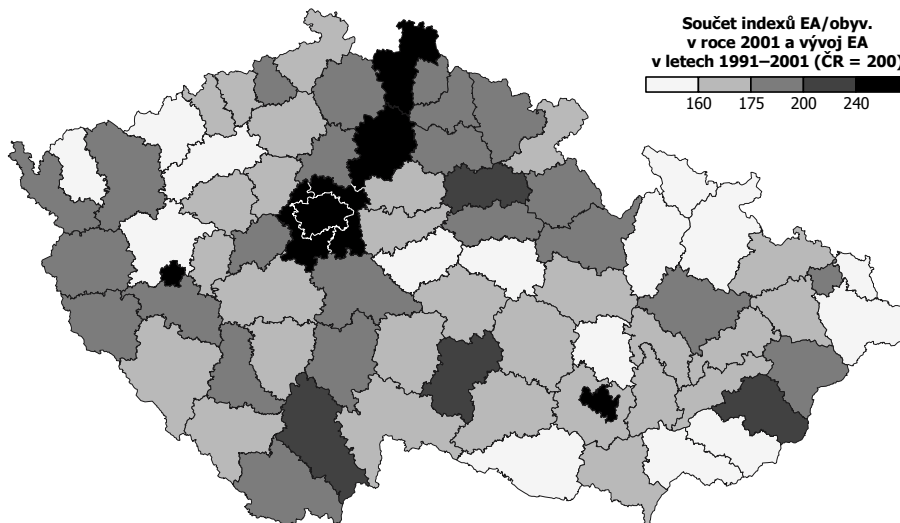 Součet indexů EA/obyv.
v roce 2001 a vývoj EA
v letech 1991–2001 (ČR = 200)
160 175 200 240